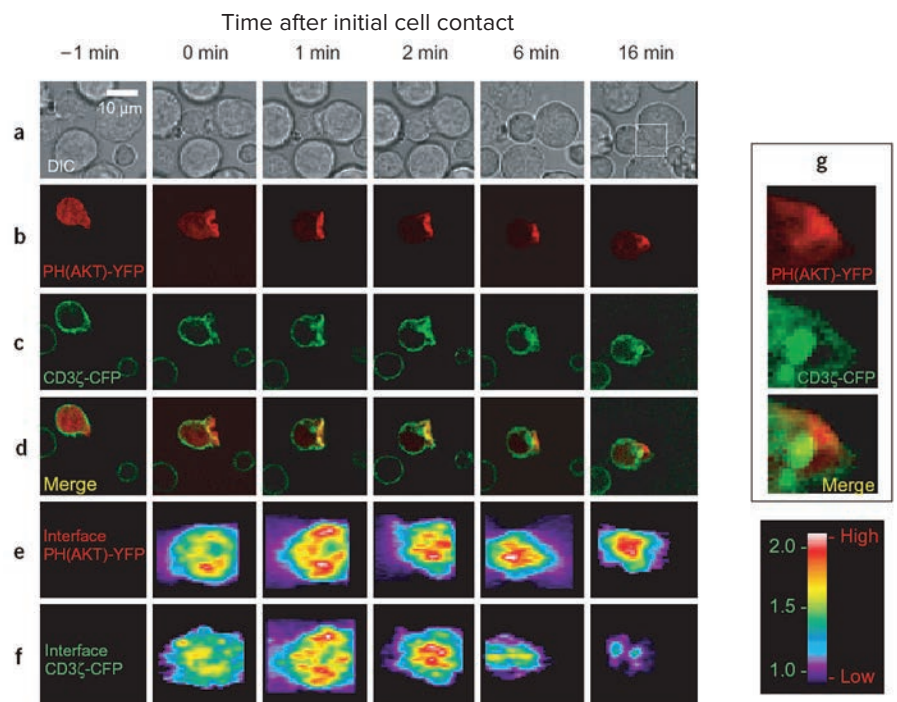 Time after initial cell contact
–1 min 0 min 1 min 2 min 6 min 16 min
a
10 μm
DIC
b
PH(AKT)-YFP
c
CD3ζ-CFP
d
Merge
e
Interface
PH(AKT)-YFP
f
Interface
CD3ζ-CFP
g
PH(AKT)-YFP
CD3ζ-CFP
Merge
2.0 - - High
1.5 -
1.0 - - Low